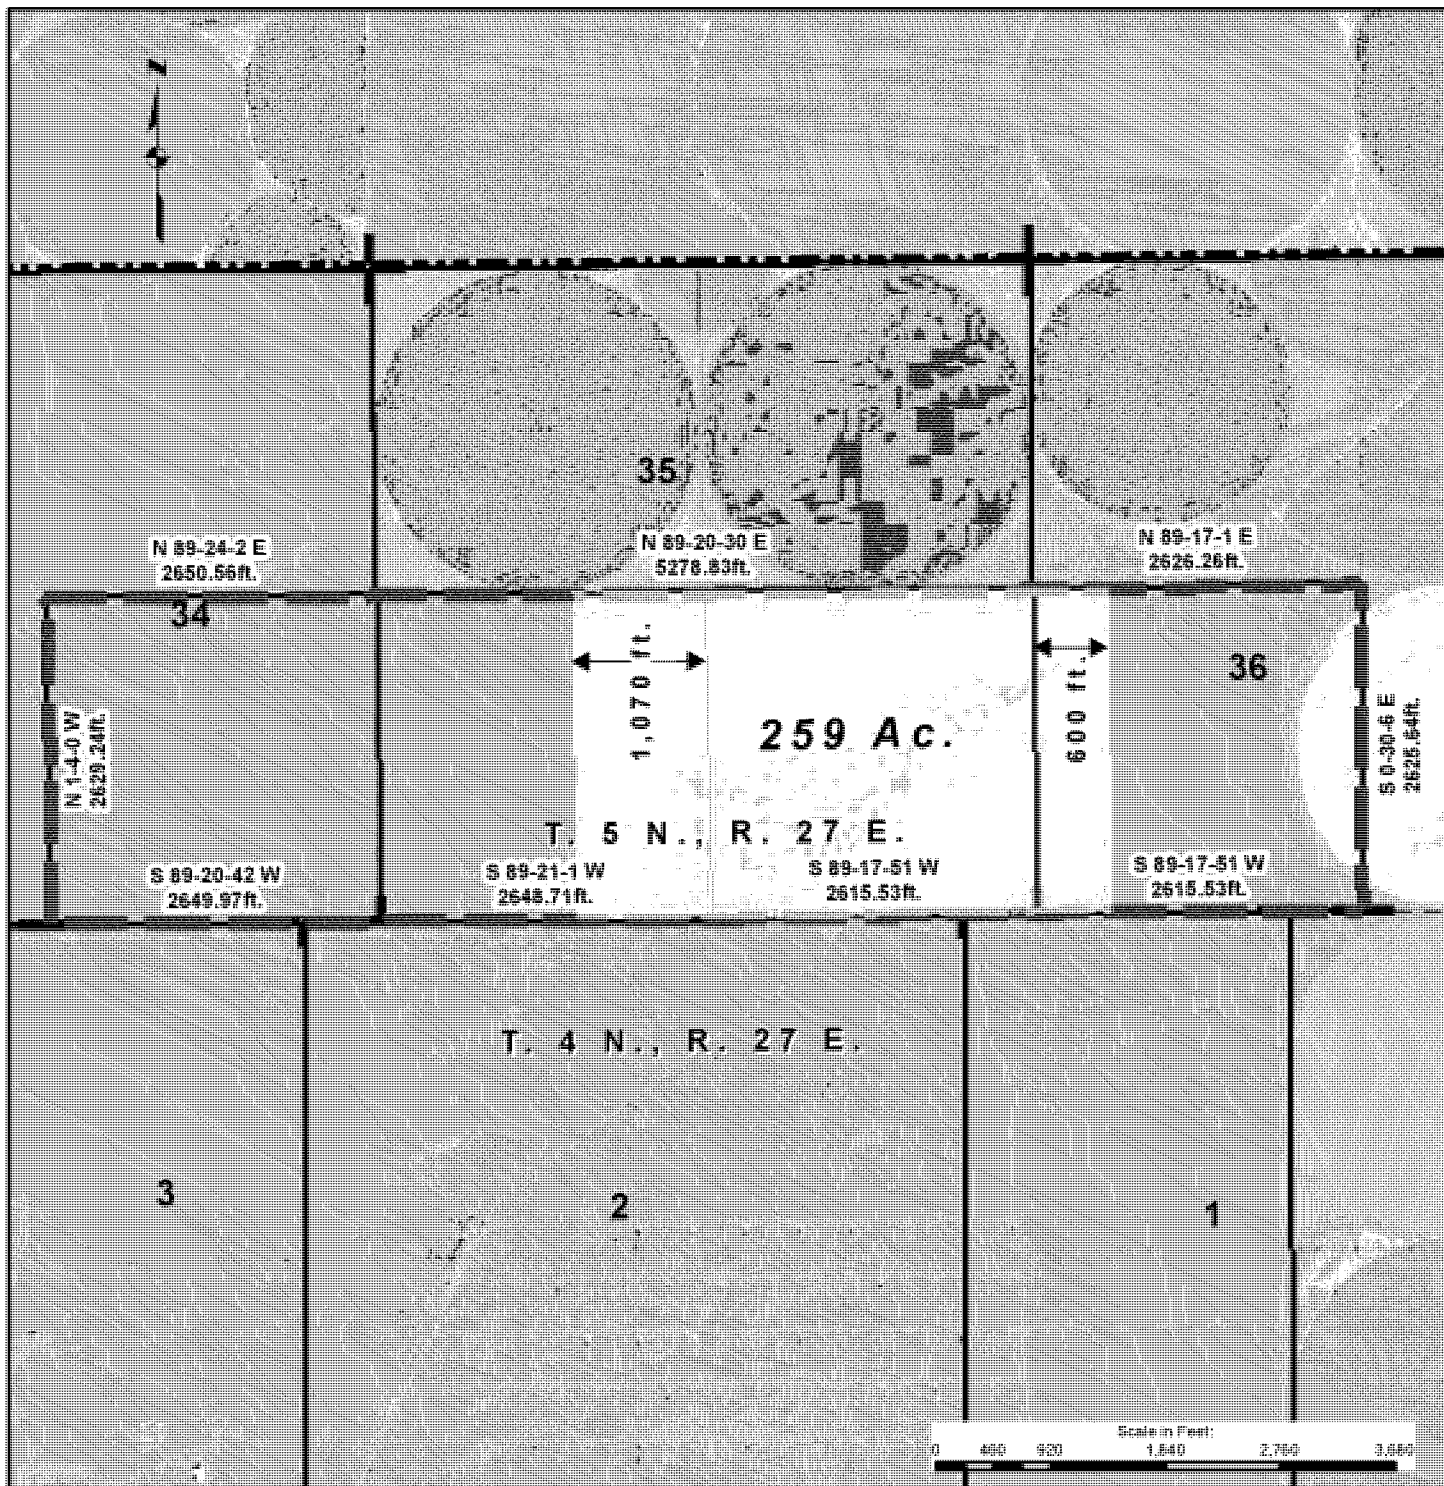 Z
35
N 89-24-2 E
2650.56ft.
N 89-20-30 E
5278.83ft.
N 89-17-1 E
2626.26ft.
34
1,070 ft.
600 ft.
36
259 Ac.
N 1-4-0 W
2629.24ft.
S 0-30-6 E
T. 5 N., R. 27 E.
S 89-20-42 W
2649.97ft.
S 89-21-1 W
2648.71ft.
S 89-17-51 W
2615.53ft.
S 89-17-51 W
2615.53ft.
T. 4 N., R. 27 E.
3
2
1
Scale in Feet:
0 460 920 1,840 2,760 3,680